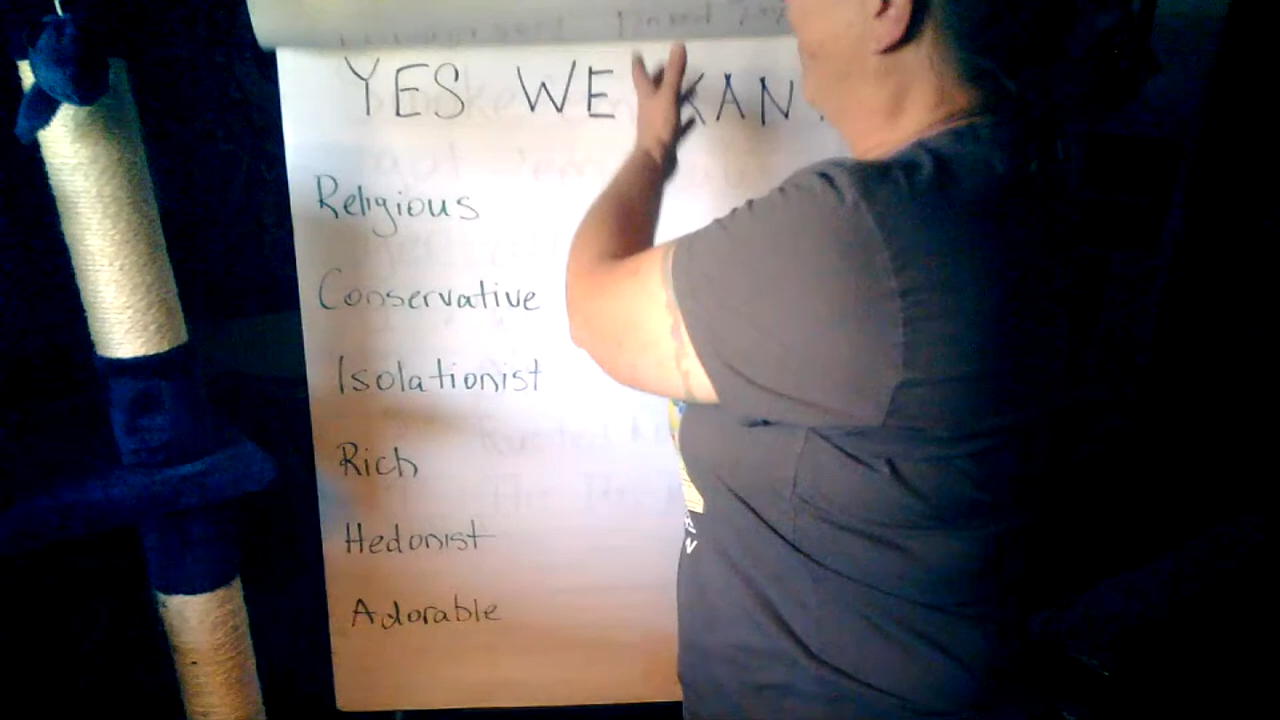 YES WE KAN
Religious
Conservative
Isolationist
Rich
Hedonist
Adorable